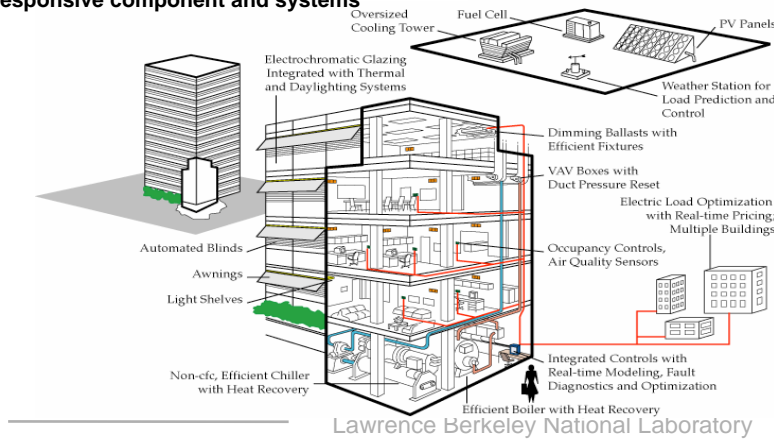 esponsive component and systems
Oversized
Cooling Tower
Fuel Cell
PV Panels
Weather Station for
Load Prediction and
Control
Electrochromatic Glazing
Integrated with Thermal
and Daylighting Systems
Dimming Ballasts with
Efficient Fixtures
VAV Boxes with
Duct Pressure Reset
Electric Load Optimization
with Real-time Pricing;
Multiple Buildings
Automated Blinds
Occupancy Controls,
Air Quality Sensors
Awnings
Light Shelves
Non-cfc, Efficient Chiller
with Heat Recovery
Integrated Controls with
Real-time Modeling, Fault
Diagnostics and Optimization
Efficient Boiler with Heat Recovery
Lawrence Berkeley National Laboratory